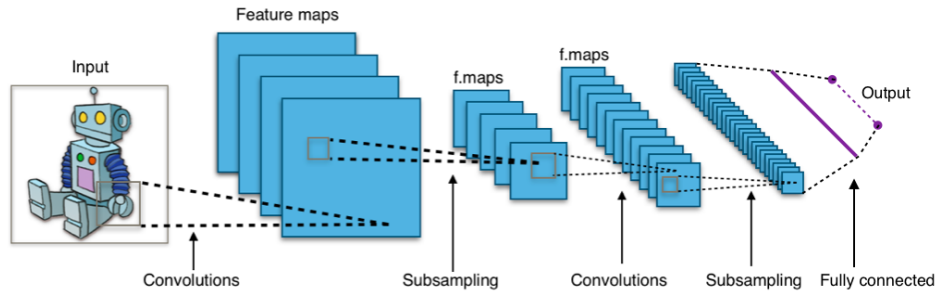 Feature maps
Input
f.maps
f.maps
Output
Convolutions
Subsampling
Convolutions
Subsampling
Fully connected